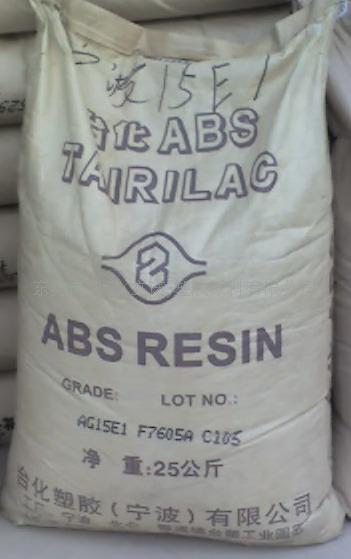 宁波15E1
台化ABS
TAIRILAC
ABS RESIN
GRADE: LOT NO.:
AG15E1 F7605A C105
净 重:25公斤
台化塑胶(宁波)有限公司